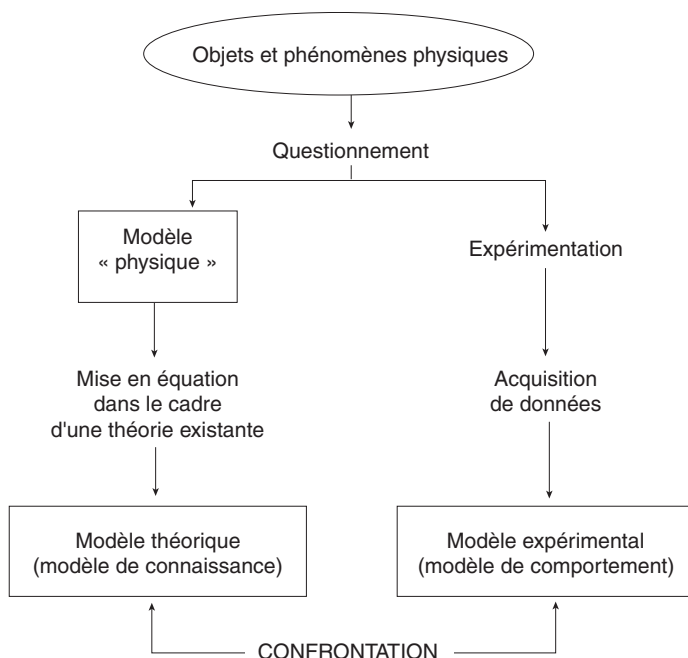 Objets et phénomènes physiques
Questionnement
Modèle
« physique »
Expérimentation
Mise en équation
dans le cadre
d'une théorie existante
Acquisition
de données
Modèle théorique
(modèle de connaissance)
Modèle expérimental
(modèle de comportement)
CONFRONTATION